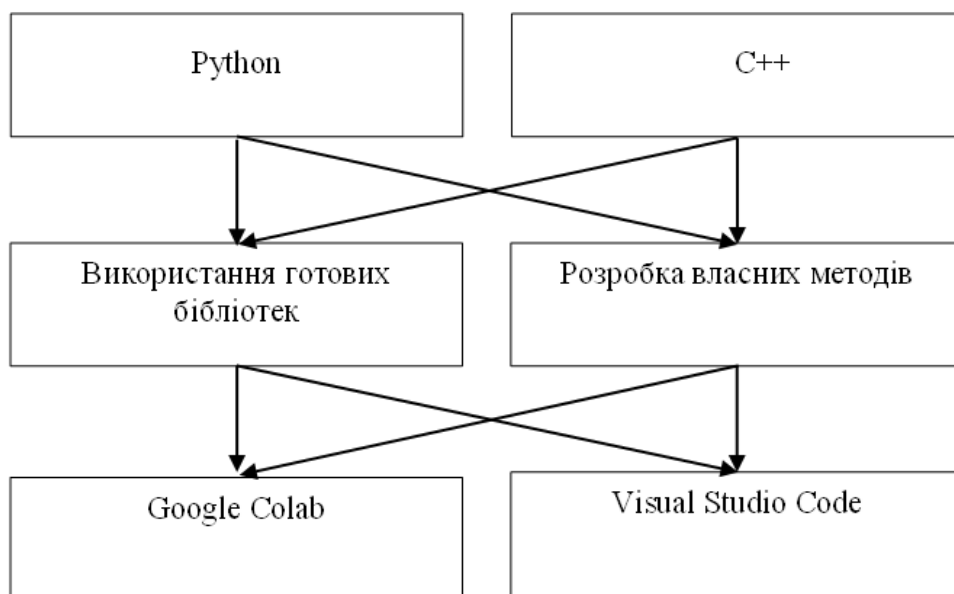 Python
C++
Використання готових
бібліотек
Розробка власних методів
Google Colab
Visual Studio Code